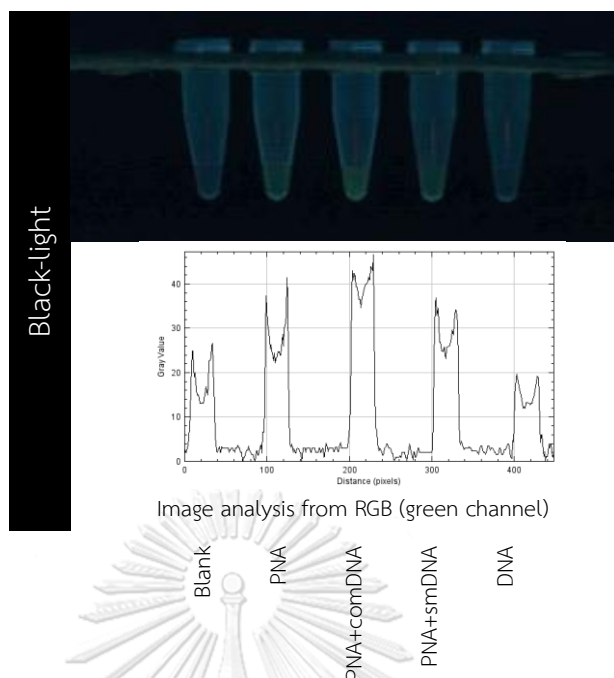 Black-light
40
30
20
10
0
Gray Value
0 100 200 300 400
Distance (pixels)
Image analysis from RGB (green channel)
Blank
PNA
PNA+comDNA
PNA+smDNA
DNA